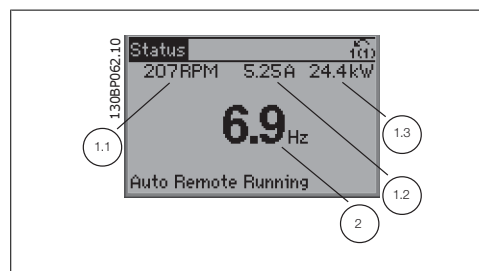 130BP062.10
Status
1(1)
207RPM 5.25A 24.4kW
6.9Hz
Auto Remote Running
1.1
1.3
1.2
2